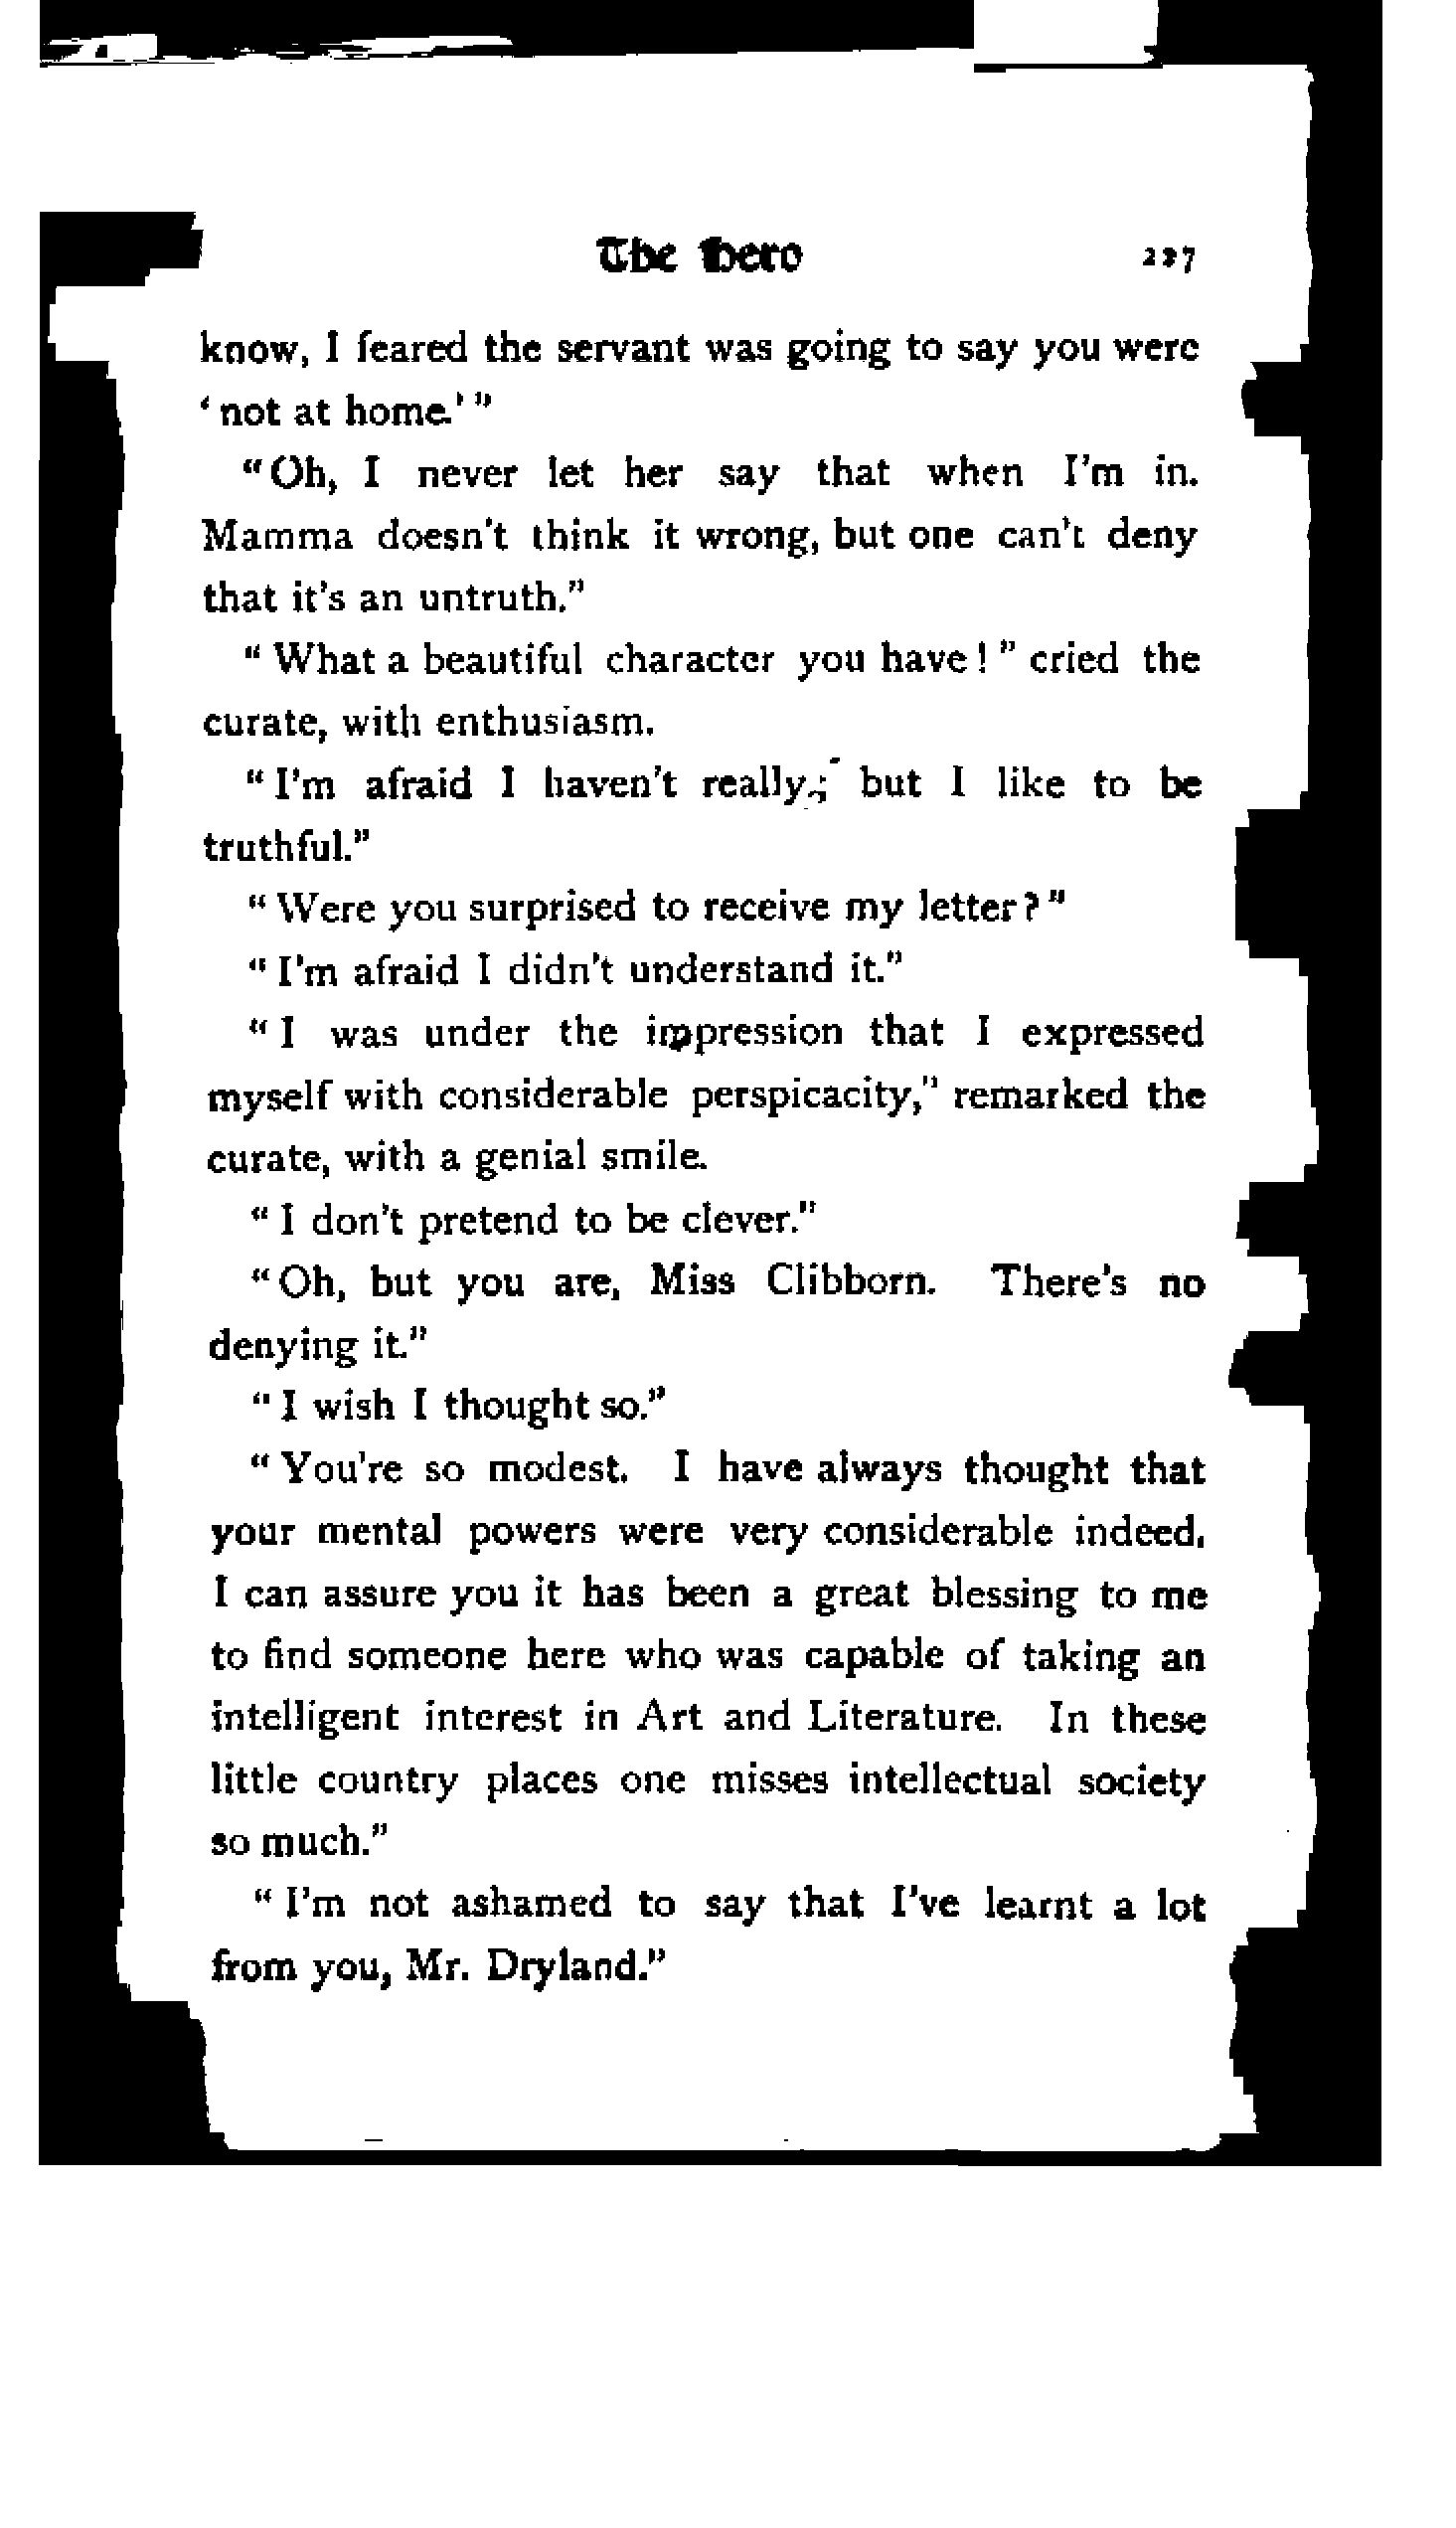 The Hero
know, I feared the servant was going to say you were
‘not at home.’”
“Oh, I never let her say that when I’m in.
Mamma doesn’t think it wrong, but one can’t deny
that it’s an untruth.”
“What a beautiful character you have!” cried the
curate, with enthusiasm.
“I’m afraid I haven’t really; but I like to be
truthful.”
“Were you surprised to receive my letter?”
“I’m afraid I didn’t understand it.”
“I was under the impression that I expressed
myself with considerable perspicacity,” remarked the
curate, with a genial smile.
“I don’t pretend to be clever.”
“Oh, but you are, Miss Clibborn. There’s no
denying it.”
“I wish I thought so.”
“You’re so modest. I have always thought that
your mental powers were very considerable indeed.
I can assure you it has been a great blessing to me
to find someone here who was capable of taking an
intelligent interest in Art and Literature. In these
little country places one misses intellectual society
so much.”
“I’m not ashamed to say that I’ve learnt a lot
from you, Mr. Dryland.”